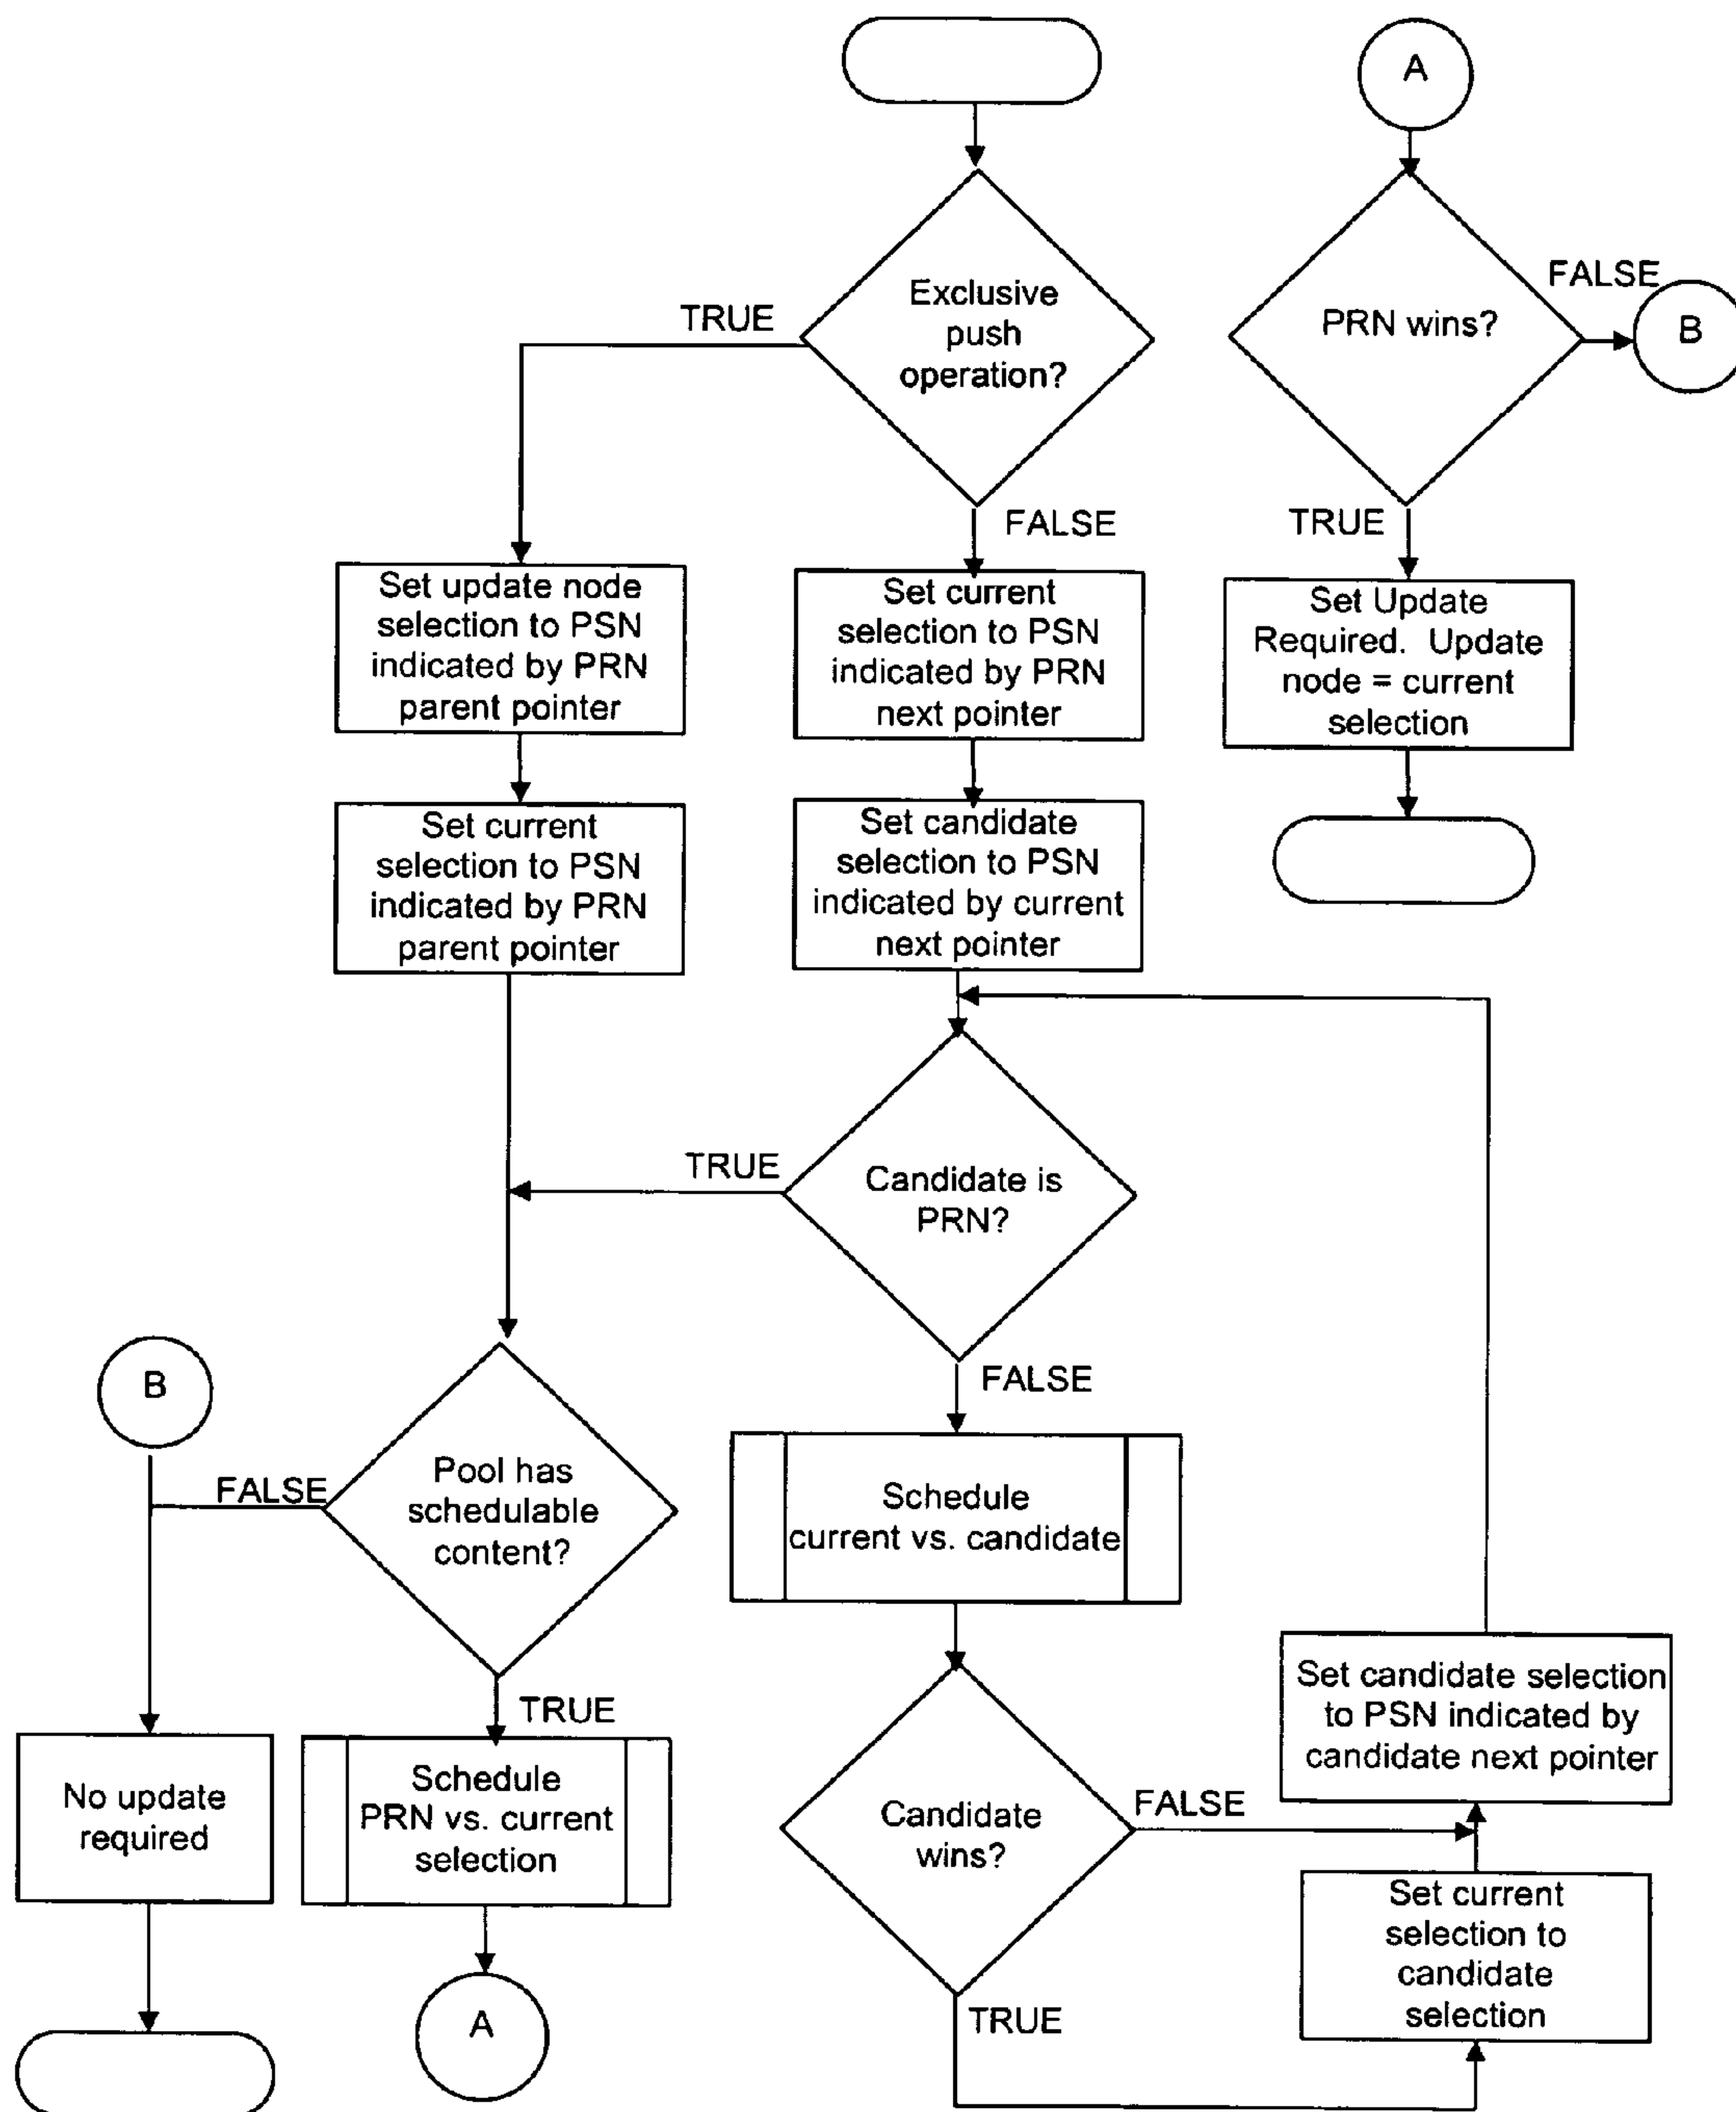 A
Exclusive
push
operation?
TRUE
FALSE
PRN wins?
FALSE
B
TRUE
Set update node
selection to PSN
indicated by PRN
parent pointer
Set current
selection to PSN
indicated by PRN
next pointer
Set Update
Required. Update
node = current
selection
Set current
selection to PSN
indicated by PRN
parent pointer
Set candidate
selection to PSN
indicated by current
next pointer
Candidate is
PRN?
TRUE
FALSE
B
Pool has
schedulable
content?
FALSE
TRUE
Schedule
current vs. candidate
Set candidate selection
to PSN indicated by
candidate next pointer
No update
required
Schedule
PRN vs. current
selection
Candidate
wins?
FALSE
TRUE
Set current
selection to
candidate
selection
A